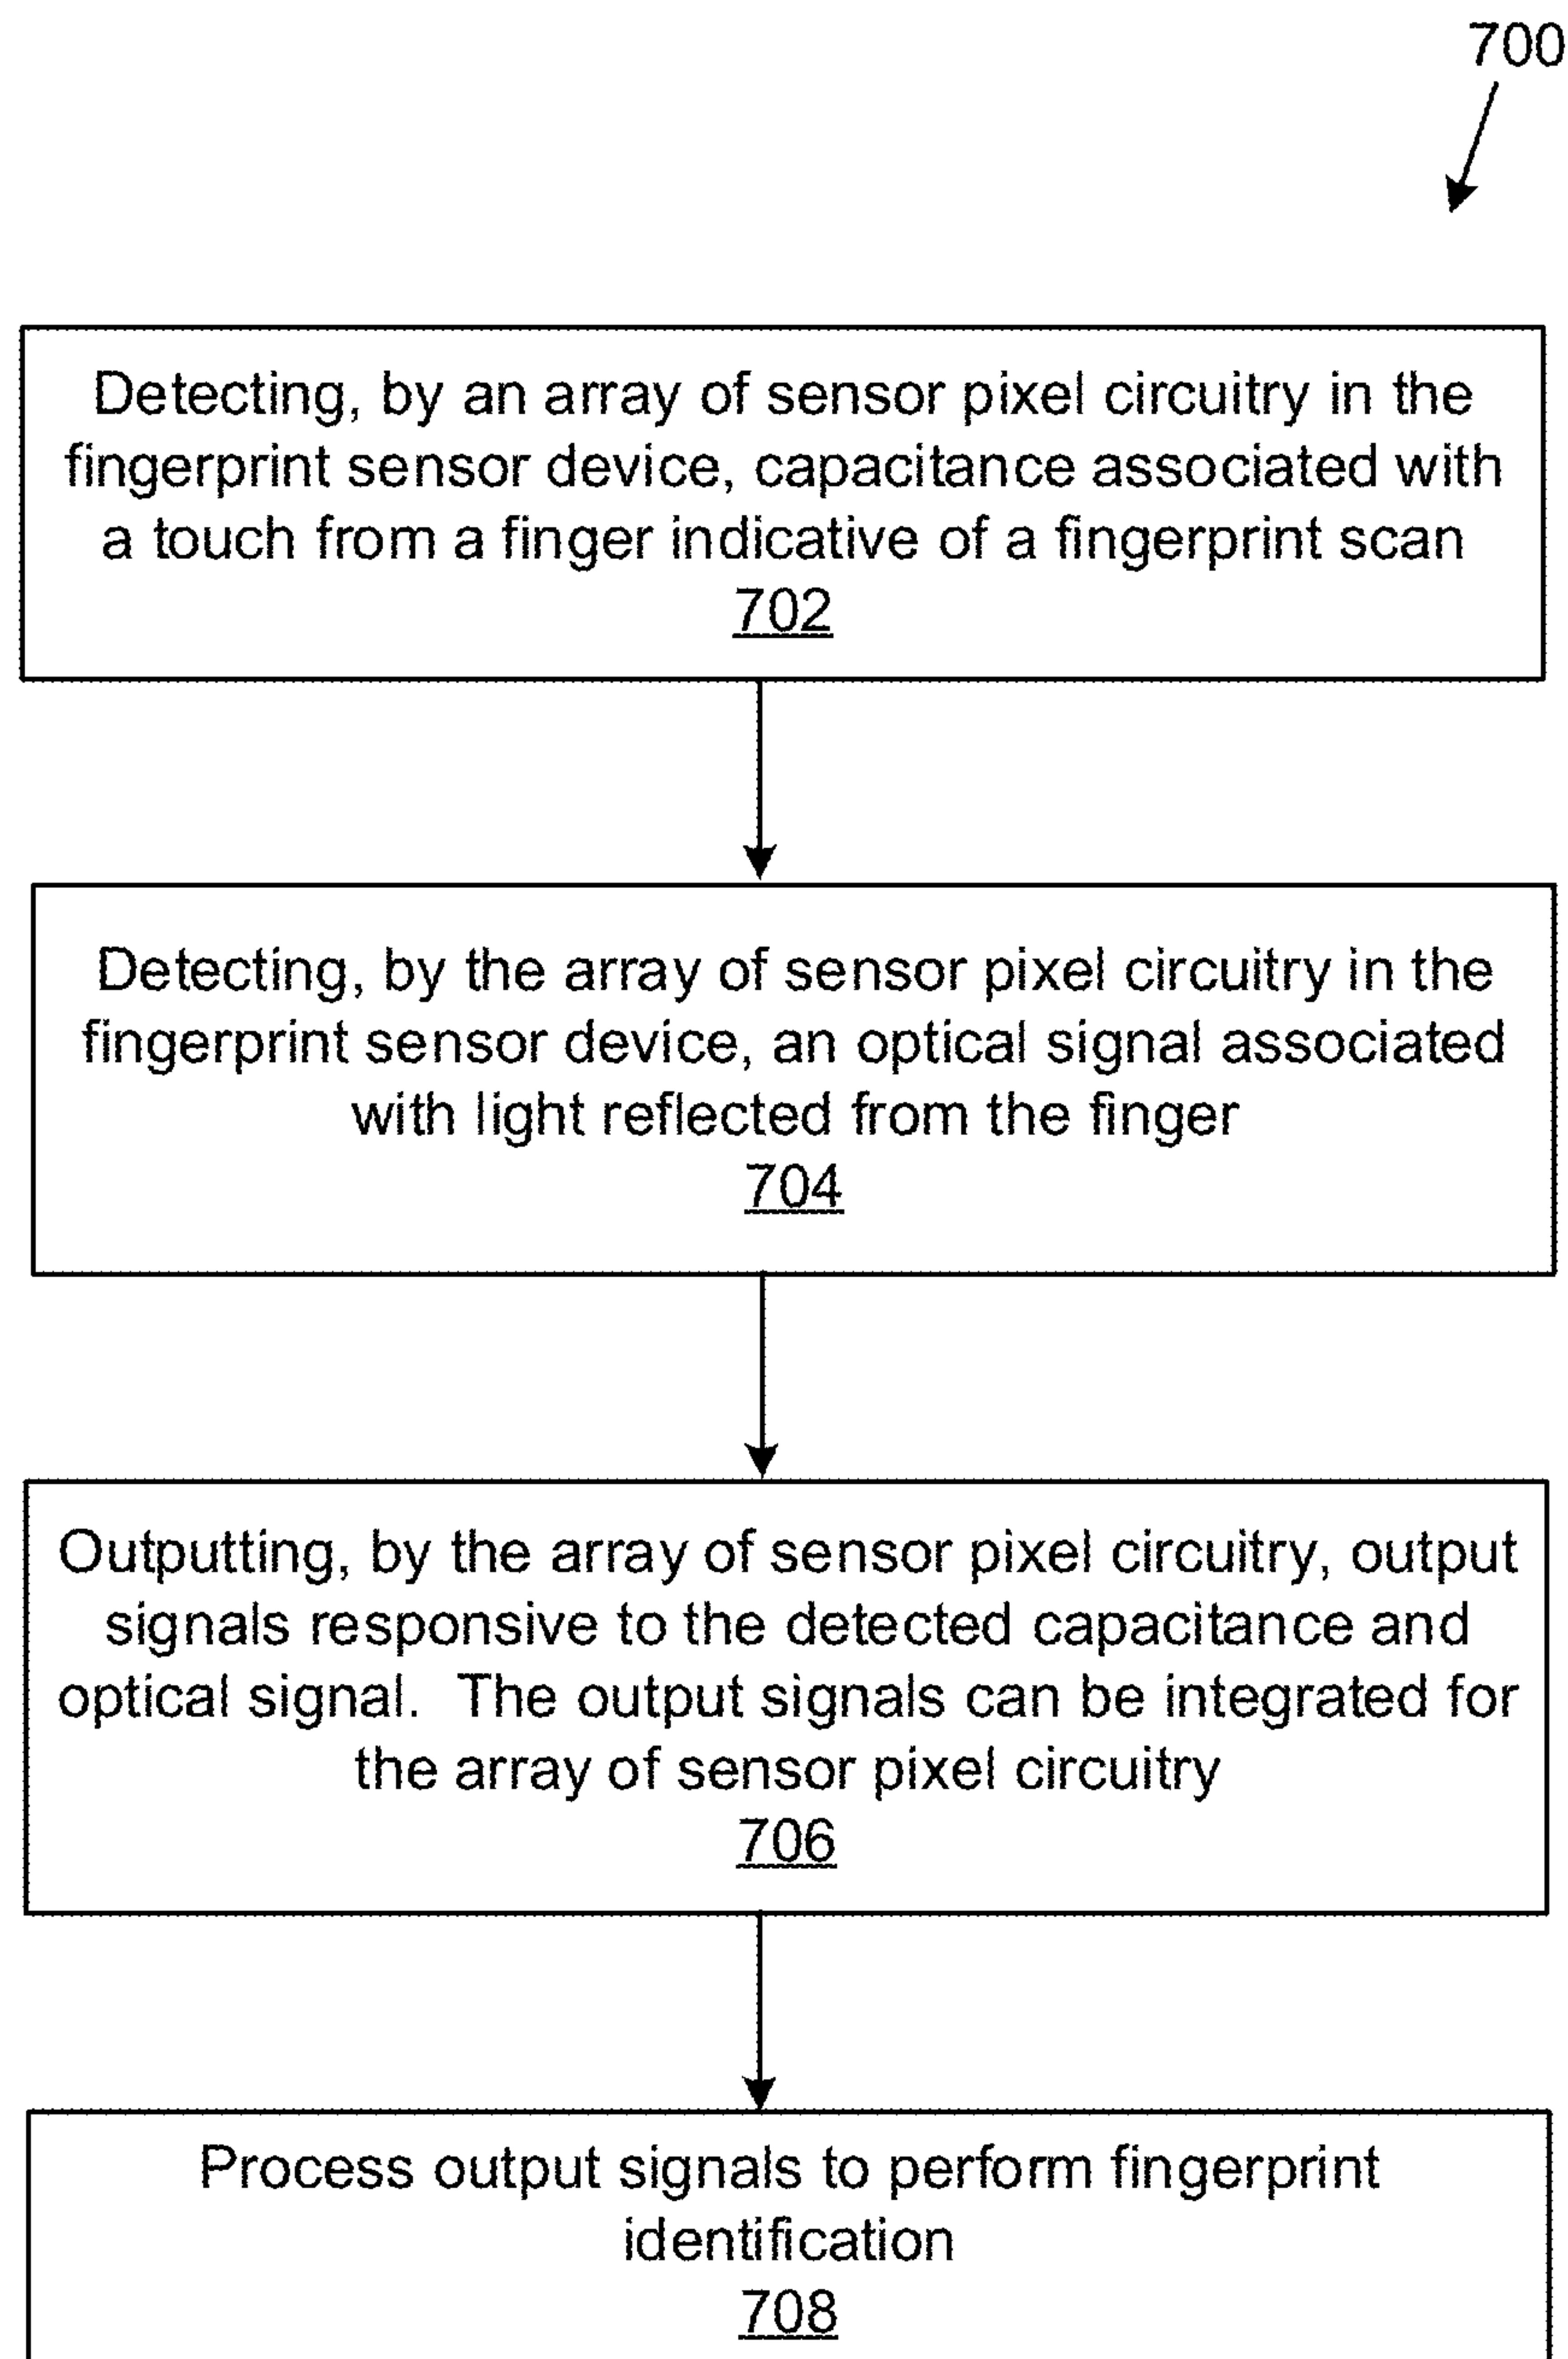 700
Detecting, by an array of sensor pixel circuitry in the
fingerprint sensor device, capacitance associated with
a touch from a finger indicative of a fingerprint scan
702
Detecting, by the array of sensor pixel circuitry in the
fingerprint sensor device, an optical signal associated
with light reflected from the finger
704
Outputting, by the array of sensor pixel circuitry, output
signals responsive to the detected capacitance and
optical signal.  The output signals can be integrated for
the array of sensor pixel circuitry
706
Process output signals to perform fingerprint
identification
708